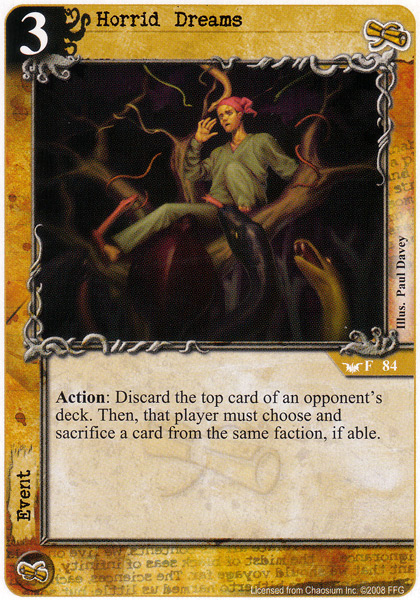 3
Horrid Dreams
Illus. Paul Davey
F 84
Action: Discard the top card of an opponent's
deck. Then, that player must choose and
sacrifice a card from the same faction, if able.
Event
Licensed from Chaosium Inc. ©2008 FFG